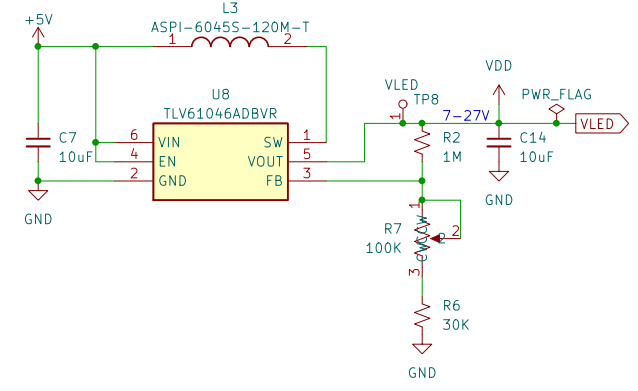 L3
ASPI-6045S-120M-T
+5V
1
2
U8
TLV61046ADBVR
C7
10uF
GND
6
4
2
VIN
EN
GND
SW
VOUT
FB
1
5
3
VLED
TP8
1
7-27V
VDD
PWR_FLAG
VLED
R2
1M
C14
10uF
GND
R7
100K
1
2
3
CW
CCW
R6
30K
GND